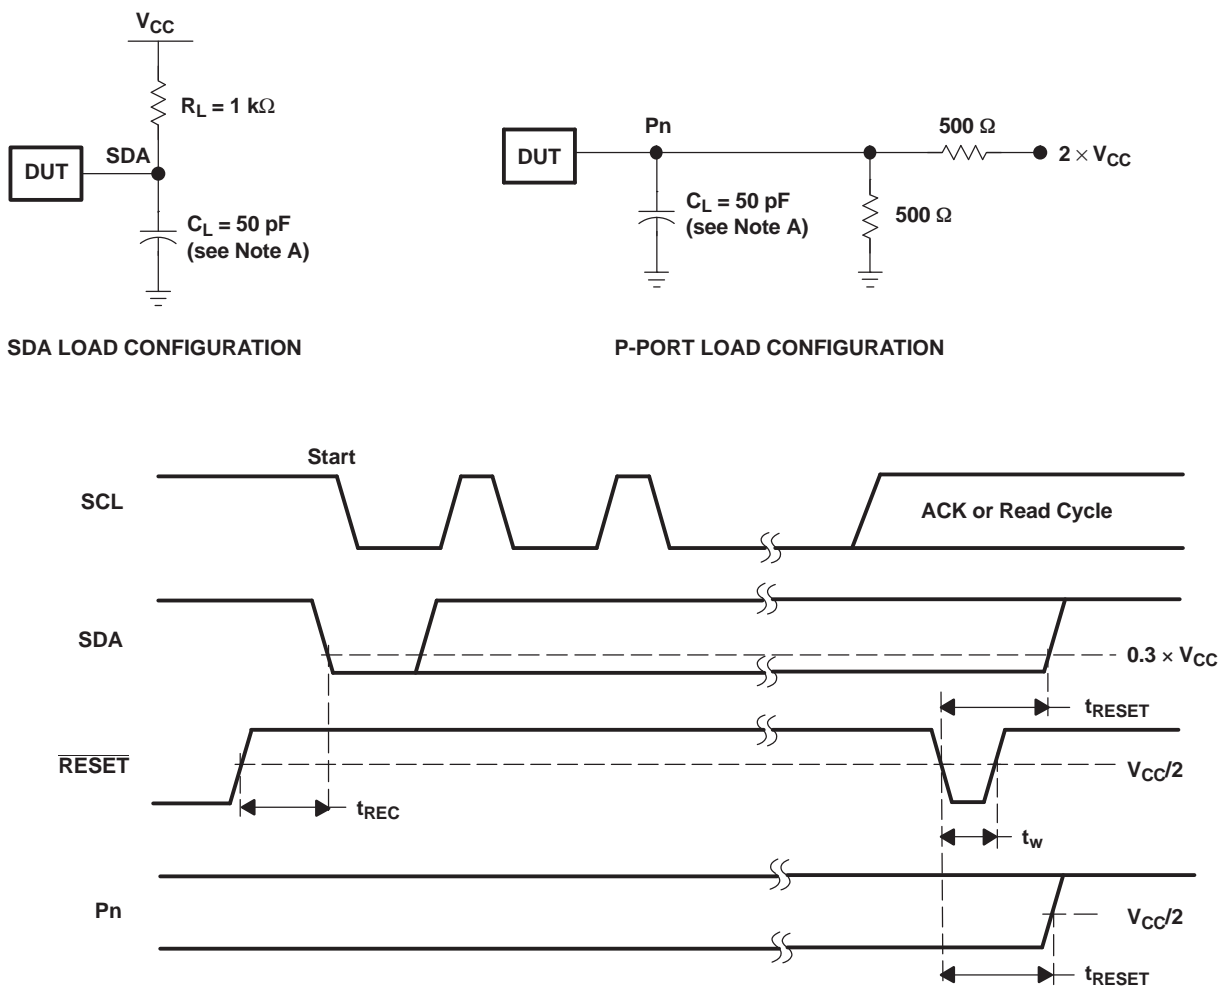 VCC
RL = 1 kΩ
DUT
SDA
CL = 50 pF
(see Note A)
SDA LOAD CONFIGURATION
DUT
Pn
500 Ω
2 × VCC
CL = 50 pF
(see Note A)
500 Ω
P-PORT LOAD CONFIGURATION
Start
SCL
ACK or Read Cycle
SDA
0.3 × VCC
tRESET
RESET
VCC/2
tREC
tw
Pn
VCC/2
tRESET